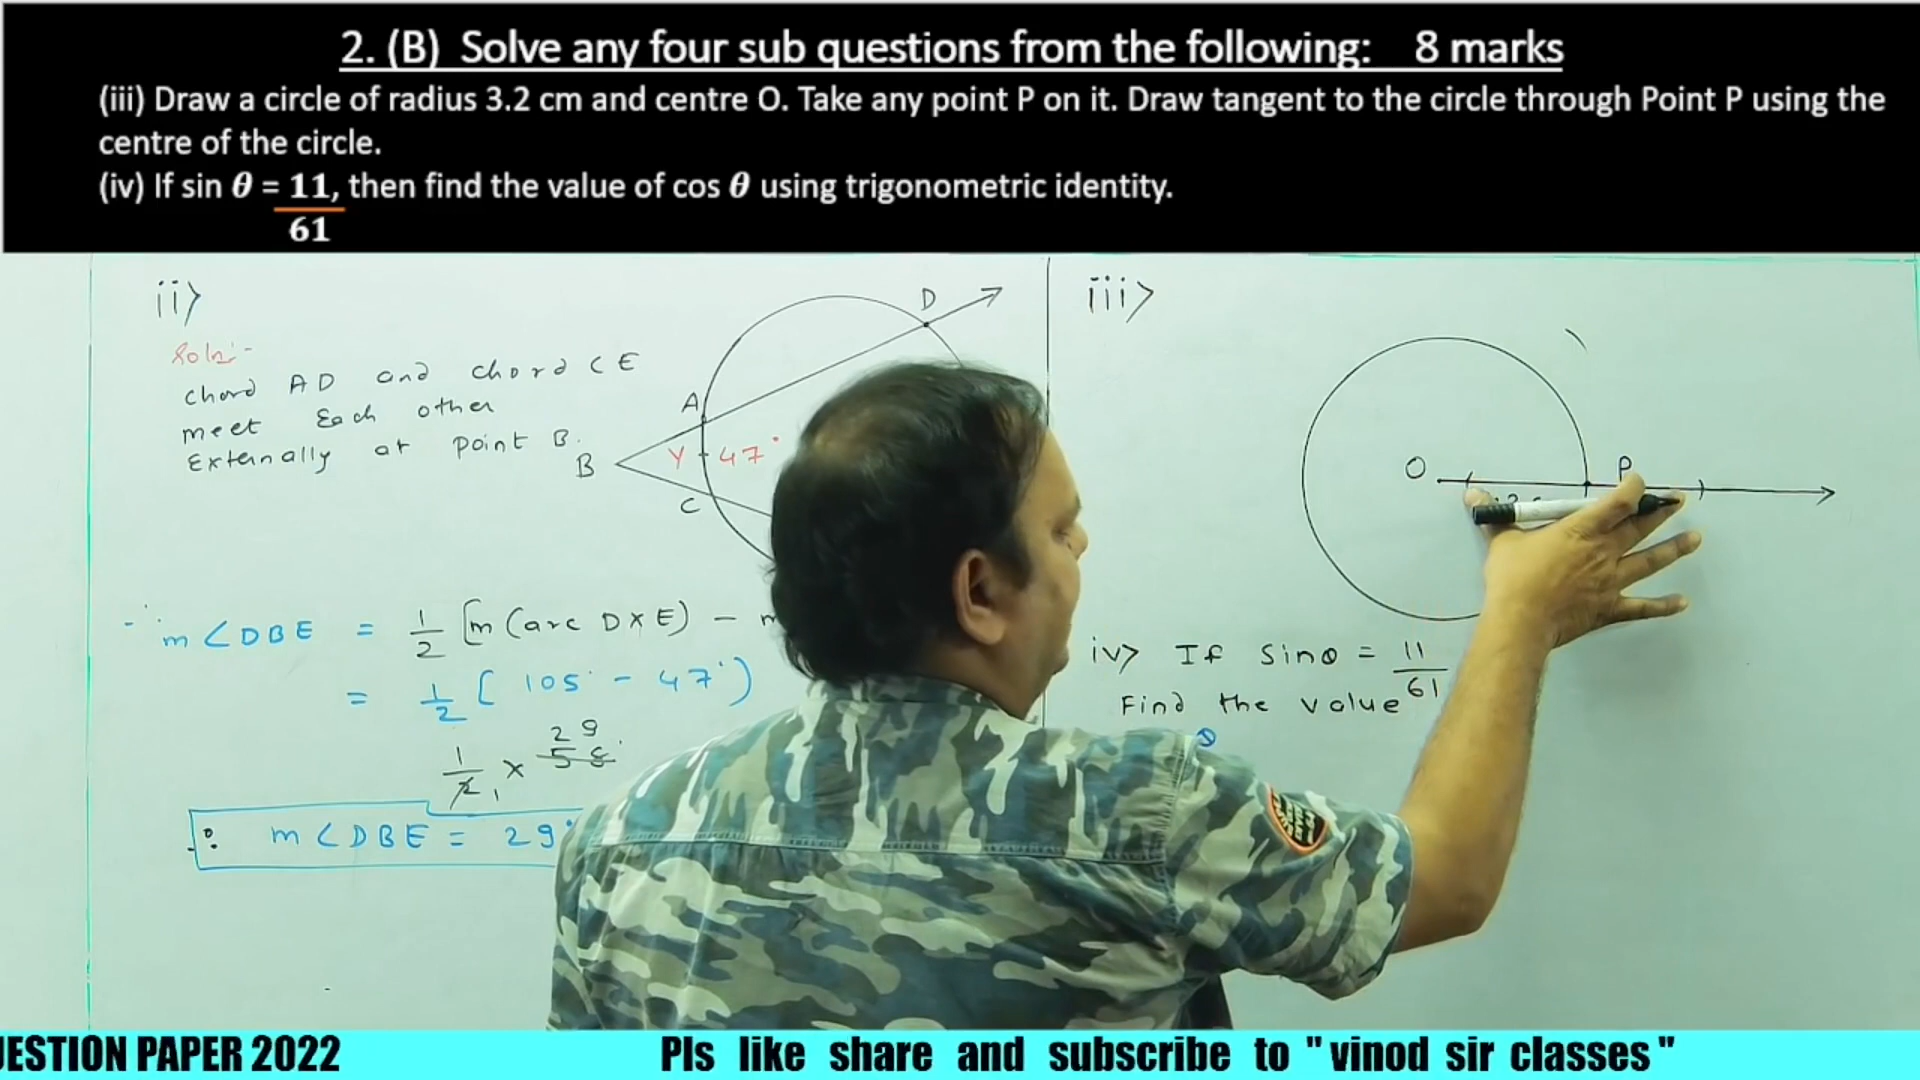 2. (B) Solve any four sub questions from the following: 8 marks
(iii) Draw a circle of radius 3.2 cm and centre O. Take any point P on it. Draw tangent to the circle through Point P using the
centre of the circle.
(iv) If sin θ = 11, then find the value of cos θ using trigonometric identity.
61
ii>
Soln:-
chord AD and chord CE
meet Each other
Externally at point B.
D
A
B
Y
47°
C
m<DBE = 1/2 [m(arc DXE) -
= 1/2 [105° - 47°)
1/2 1 × 58 29
∴ m<DBE = 29°
iii>
O
P
iv> If Sinθ = 11/61
Find the value
UESTION PAPER 2022
Pls like share and subscribe to "vinod sir classes"